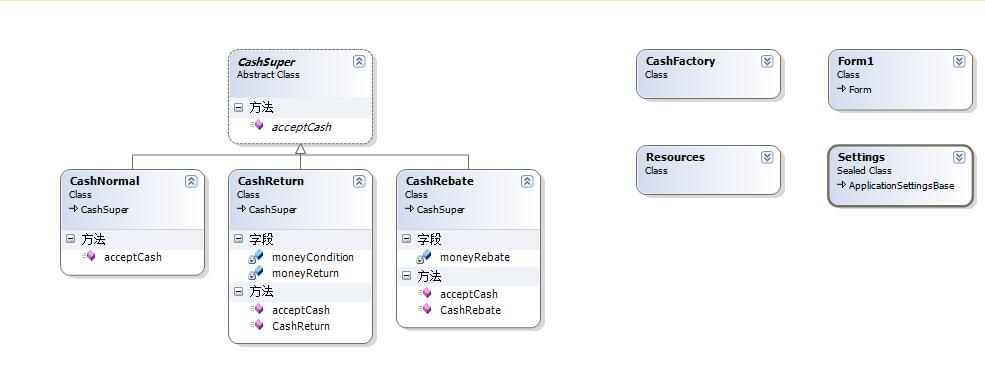 CashSuper
Abstract Class
方法
acceptCash
CashFactory
Class
Form1
Class
Form
Resources
Class
Settings
Sealed Class
ApplicationSettingsBase
CashNormal
Class
CashSuper
方法
acceptCash
CashReturn
Class
CashSuper
字段
moneyCondition
moneyReturn
方法
acceptCash
CashReturn
CashRebate
Class
CashSuper
字段
moneyRebate
方法
acceptCash
CashRebate